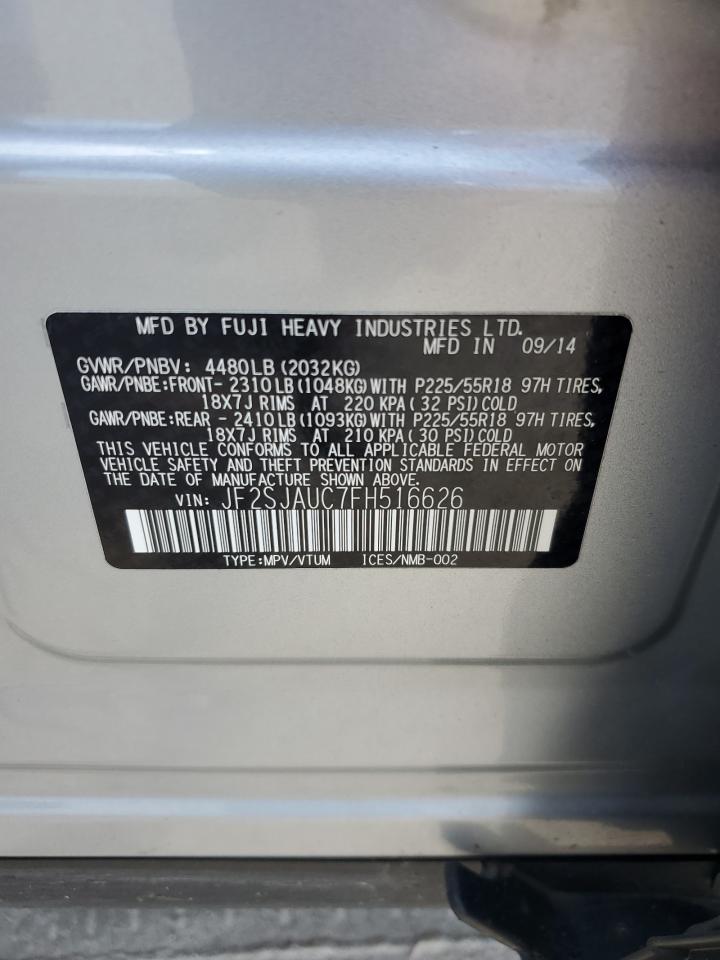 MFD BY FUJI HEAVY INDUSTRIES LTD.
MFD IN 09/14
GVWR/PNBV: 4480LB(2032KG)
GAWR/PNBE:FRONT-2310LB(1048KG)WITH P225/55R18 97H TIRES,
18X7J RIMS AT 220 KPA(32 PSI)COLD
GAWR/PNBE:REAR -2410LB(1093KG)WITH P225/55R18 97H TIRES,
18X7J RIMS AT 210 KPA(30 PSI)COLD
THIS VEHICLE CONFORMS TO ALL APPLICABLE FEDERAL MOTOR
VEHICLE SAFETY AND THEFT PREVENTION STANDARDS IN EFFECT
ON THE DATE OF MANUFACTURE SHOWN ABOVE.
VIN: JF2SJAUC7FH516626
TYPE:MPV/VTUM ICES/NMB-002